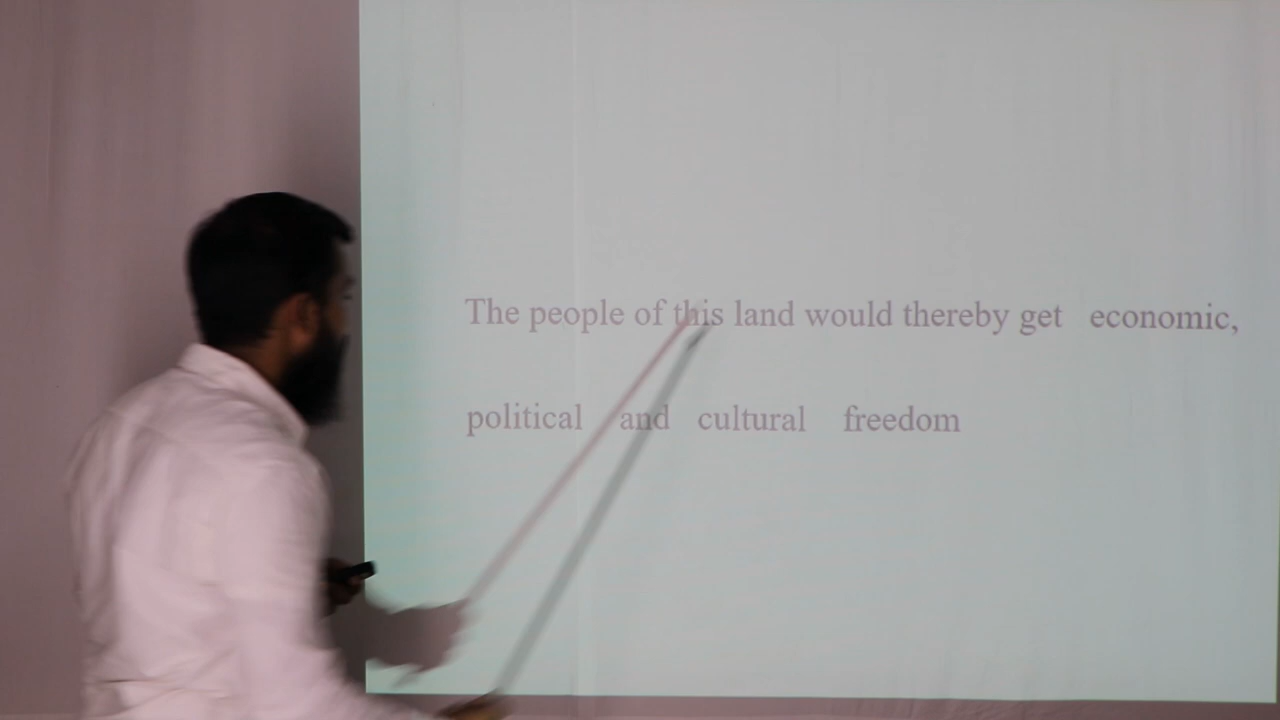 The people of this land would thereby get economic,
political and cultural freedom